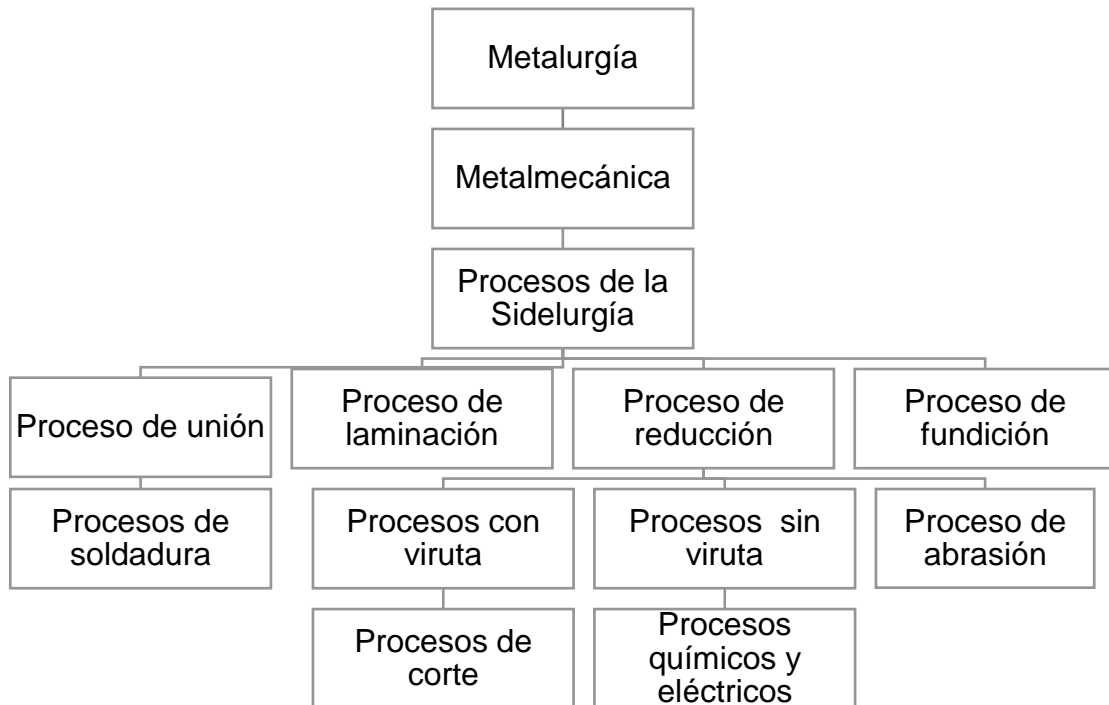 Metalurgía
Metalmecánica
Procesos de la
Sidelurgía
Proceso de unión
Proceso de
laminación
Proceso de
reducción
Proceso de
fundición
Procesos de
soldadura
Procesos con
viruta
Procesos sin
viruta
Proceso de
abrasión
Procesos de
corte
Procesos
químicos y
eléctricos